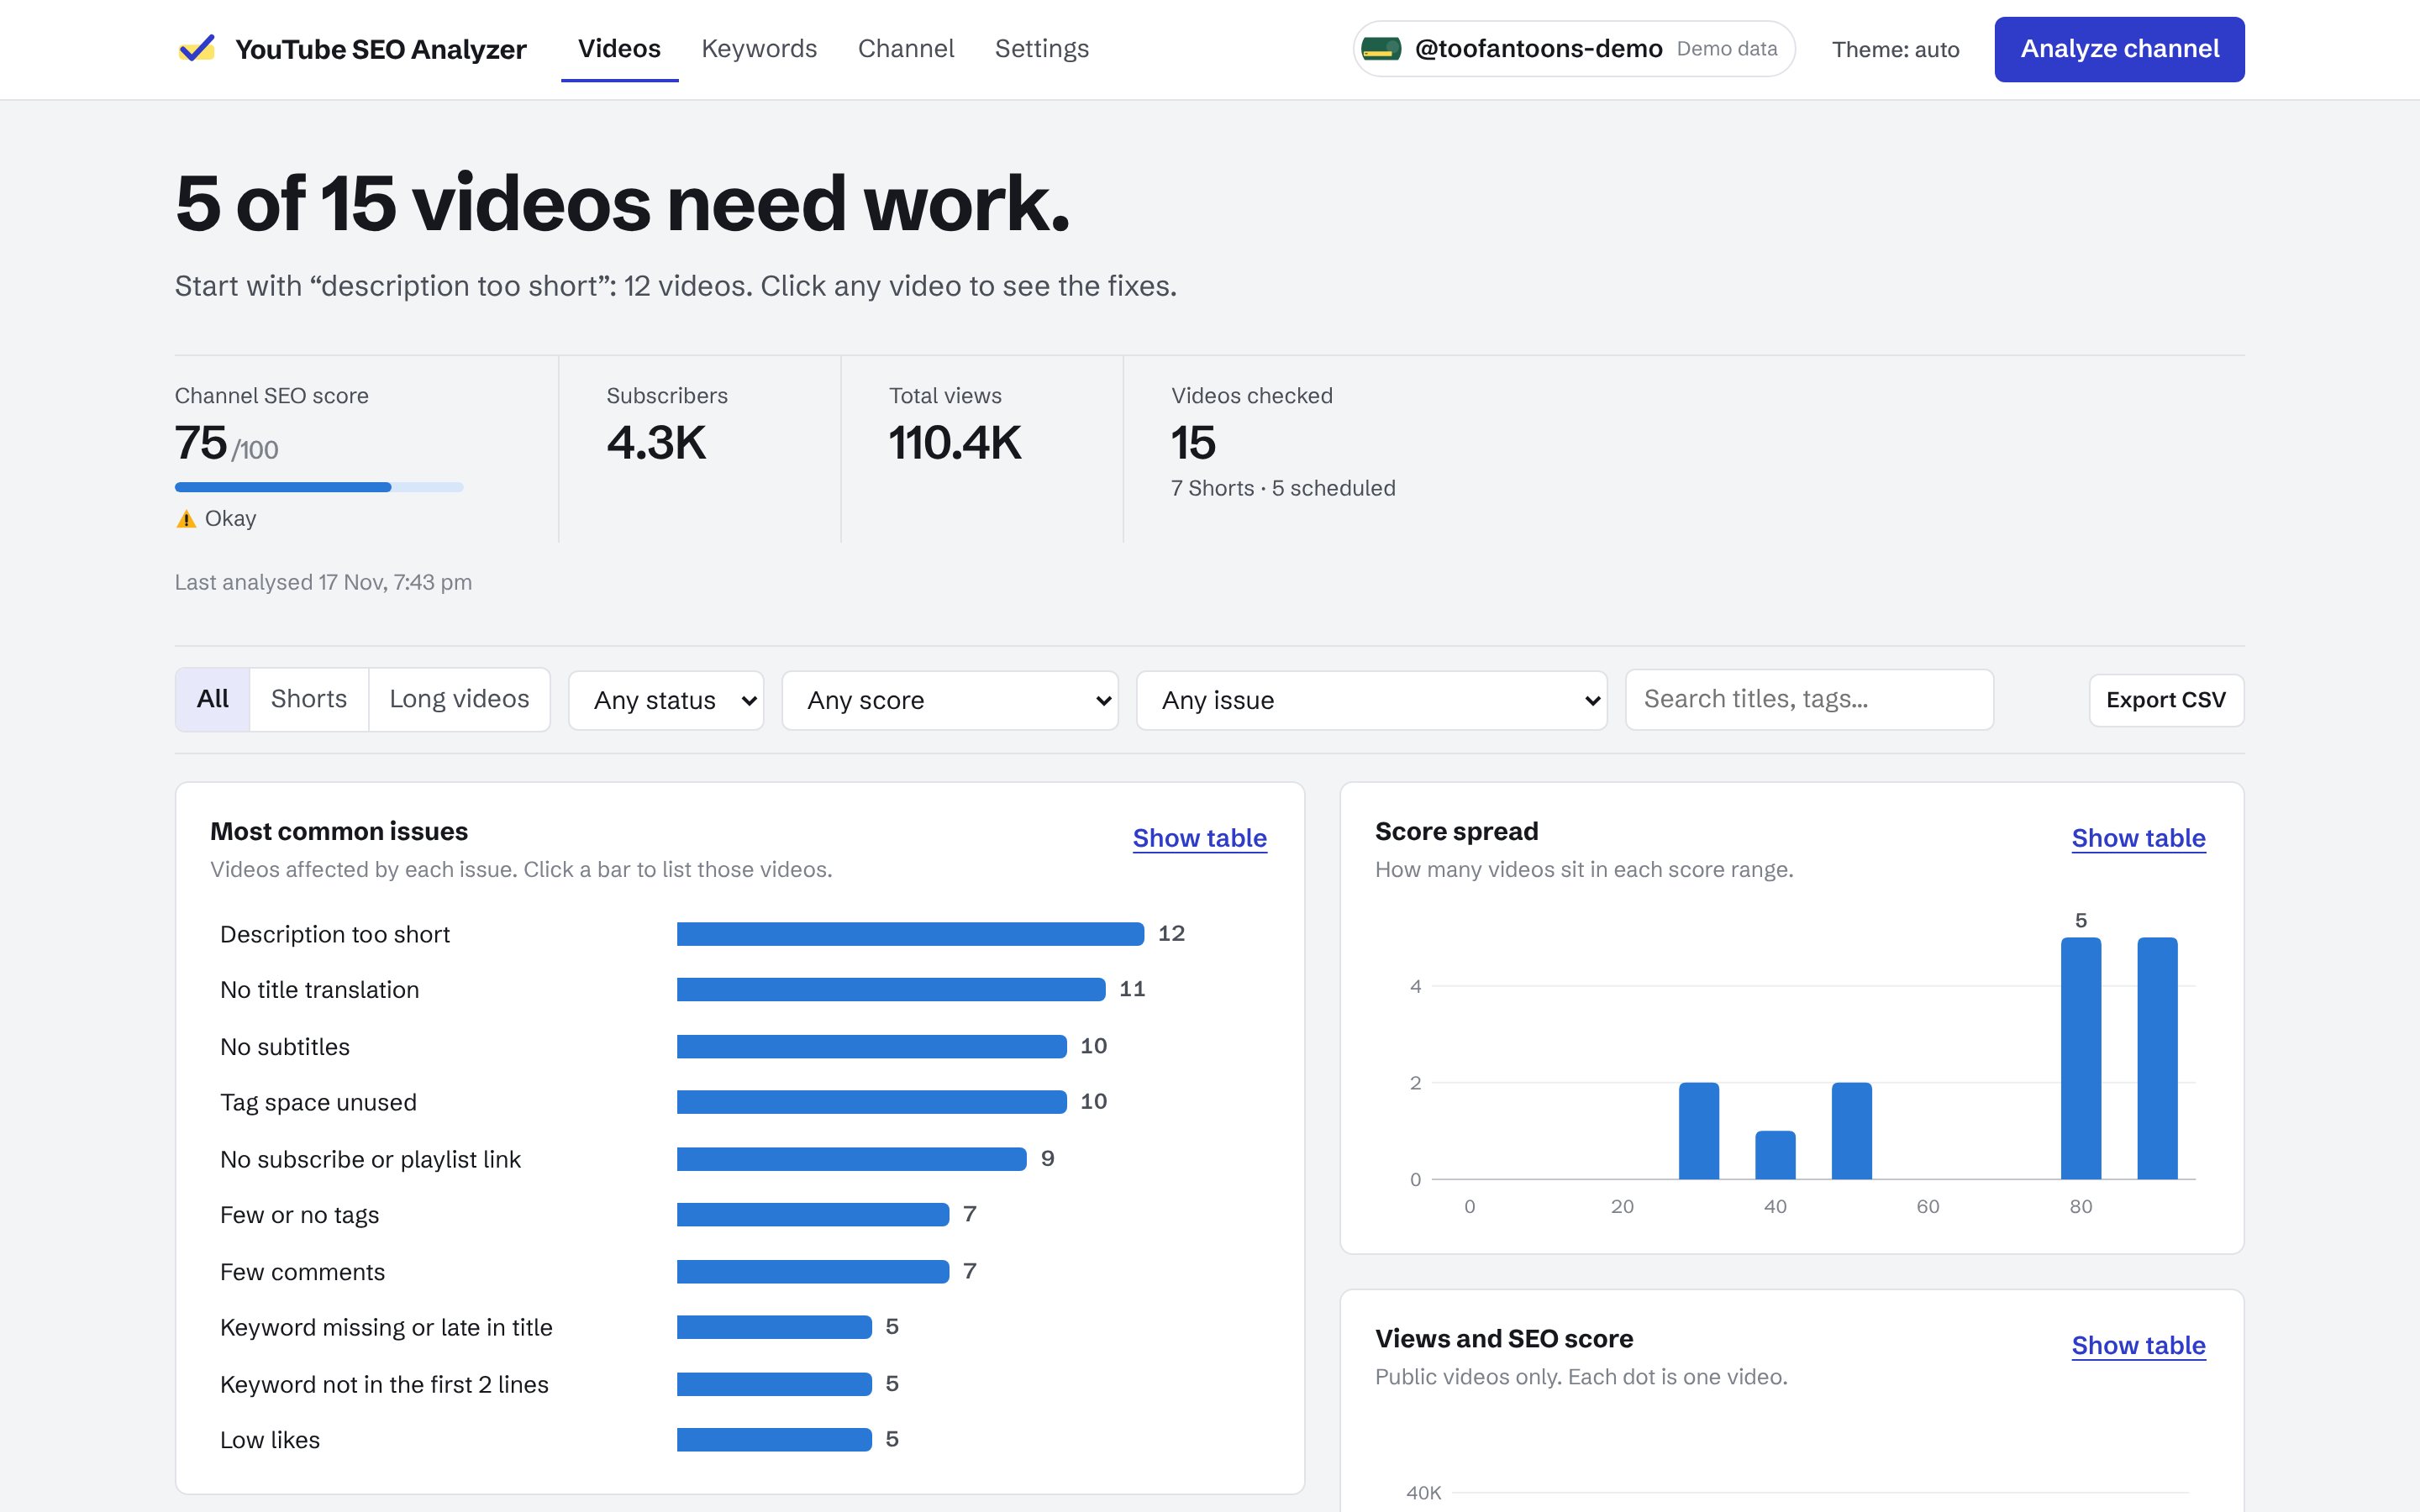 YouTube SEO Analyzer
Videos
Keywords
Channel
Settings
@toofantoons-demo
Demo data
Theme: auto
Analyze channel
5 of 15 videos need work.
Start with “description too short”: 12 videos. Click any video to see the fixes.
Channel SEO score
75/100
Okay
Subscribers
4.3K
Total views
110.4K
Videos checked
15
7 Shorts · 5 scheduled
Last analysed 17 Nov, 7:43 pm
All
Shorts
Long videos
Any status
Any score
Any issue
Search titles, tags...
Export CSV
Most common issues
Show table
Videos affected by each issue. Click a bar to list those videos.
Description too short 12
No title translation 11
No subtitles 10
Tag space unused 10
No subscribe or playlist link 9
Few or no tags 7
Few comments 7
Keyword missing or late in title 5
Keyword not in the first 2 lines 5
Low likes 5
Score spread
Show table
How many videos sit in each score range.
5
4
2
0
0 20 40 60 80
Views and SEO score
Show table
Public videos only. Each dot is one video.
40K